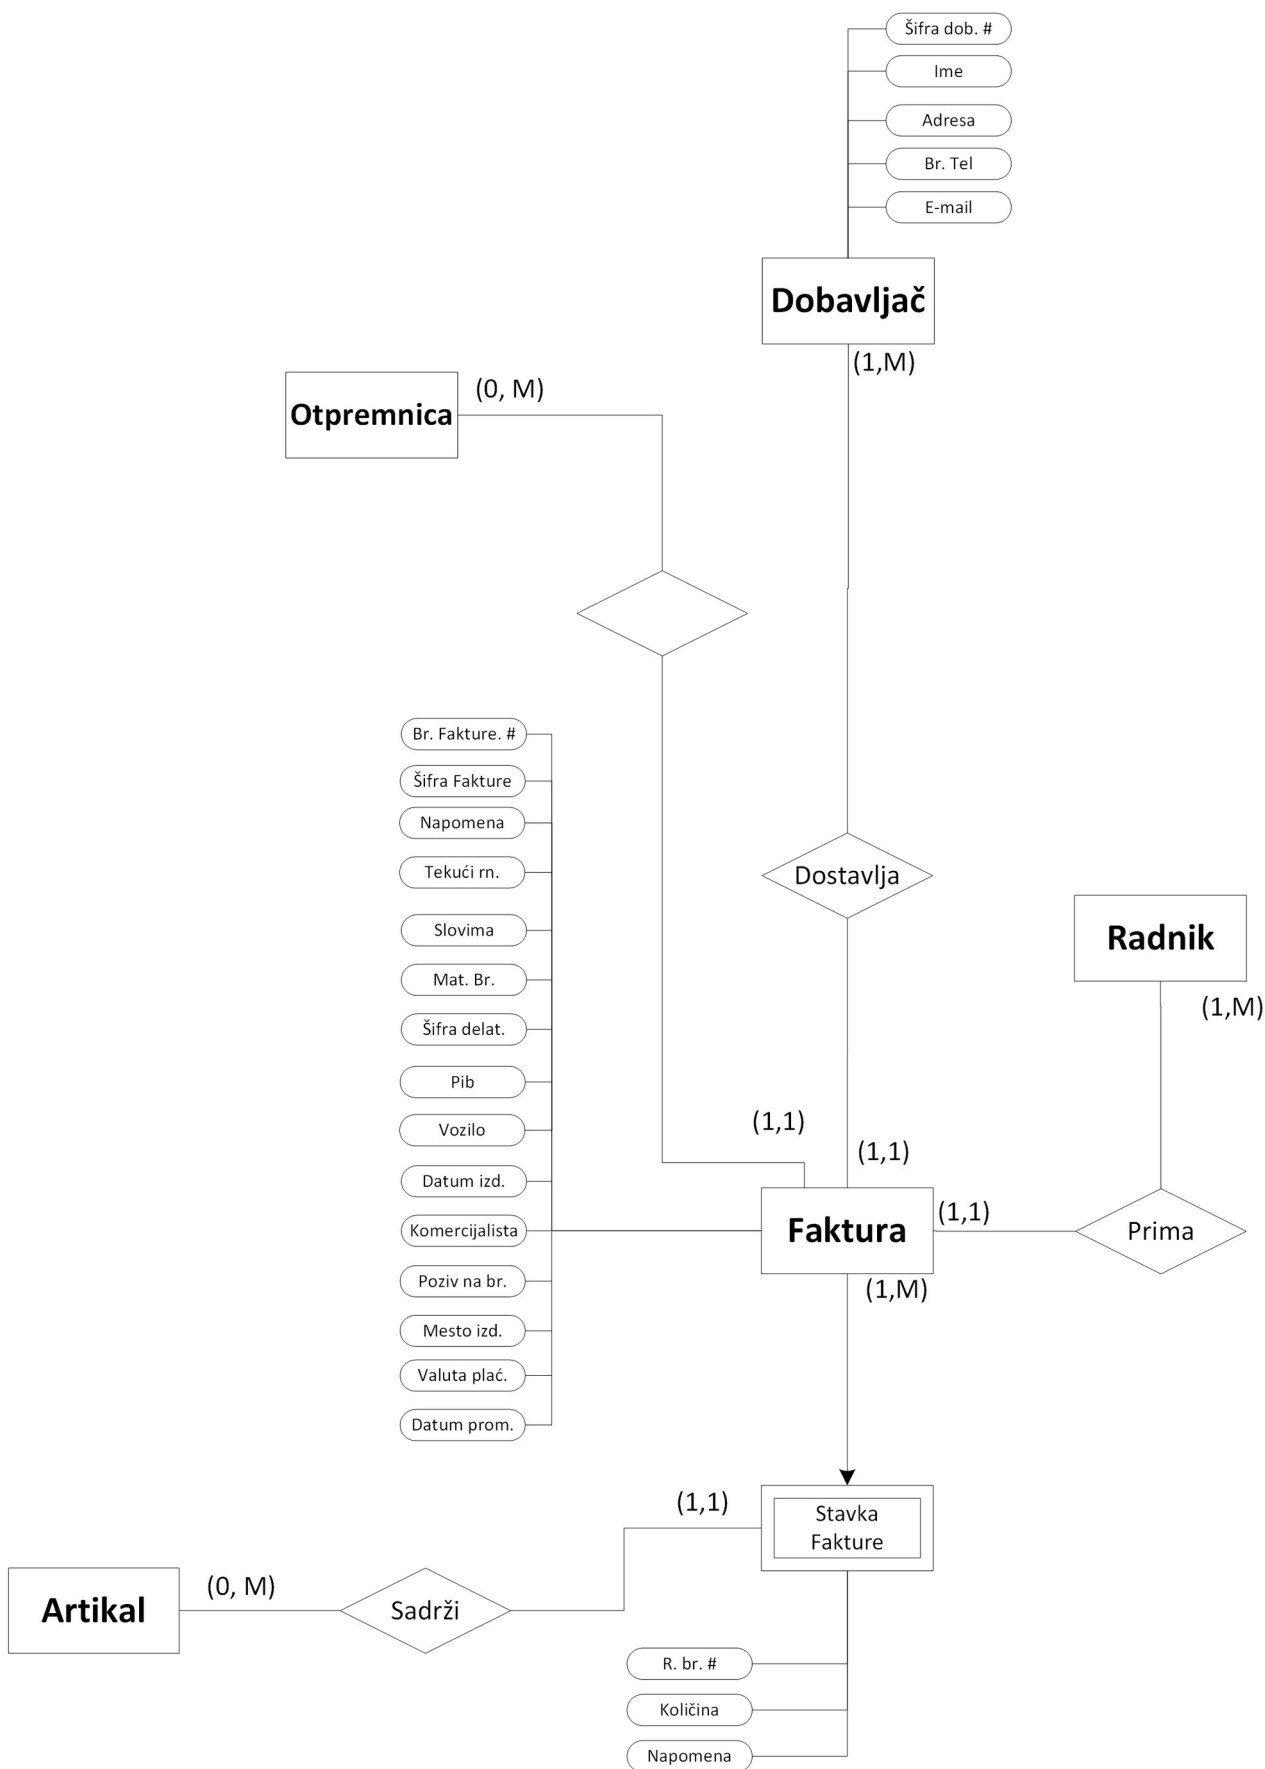 Šifra dob. #
Ime
Adresa
Br. Tel
E-mail
Dobavljač
(1,M)
Otpremnica
(0, M)
Br. Fakture. #
Šifra Fakture
Napomena
Tekući rn.
Slovima
Mat. Br.
Šifra delat.
Pib
Vozilo
Datum izd.
Komercijalista
Poziv na br.
Mesto izd.
Valuta plać.
Datum prom.
Dostavlja
Radnik
(1,M)
(1,1)
(1,1)
Faktura
(1,1)
Prima
(1,M)
Stavka
Fakture
(1,1)
Artikal
(0, M)
Sadrži
R. br. #
Količina
Napomena